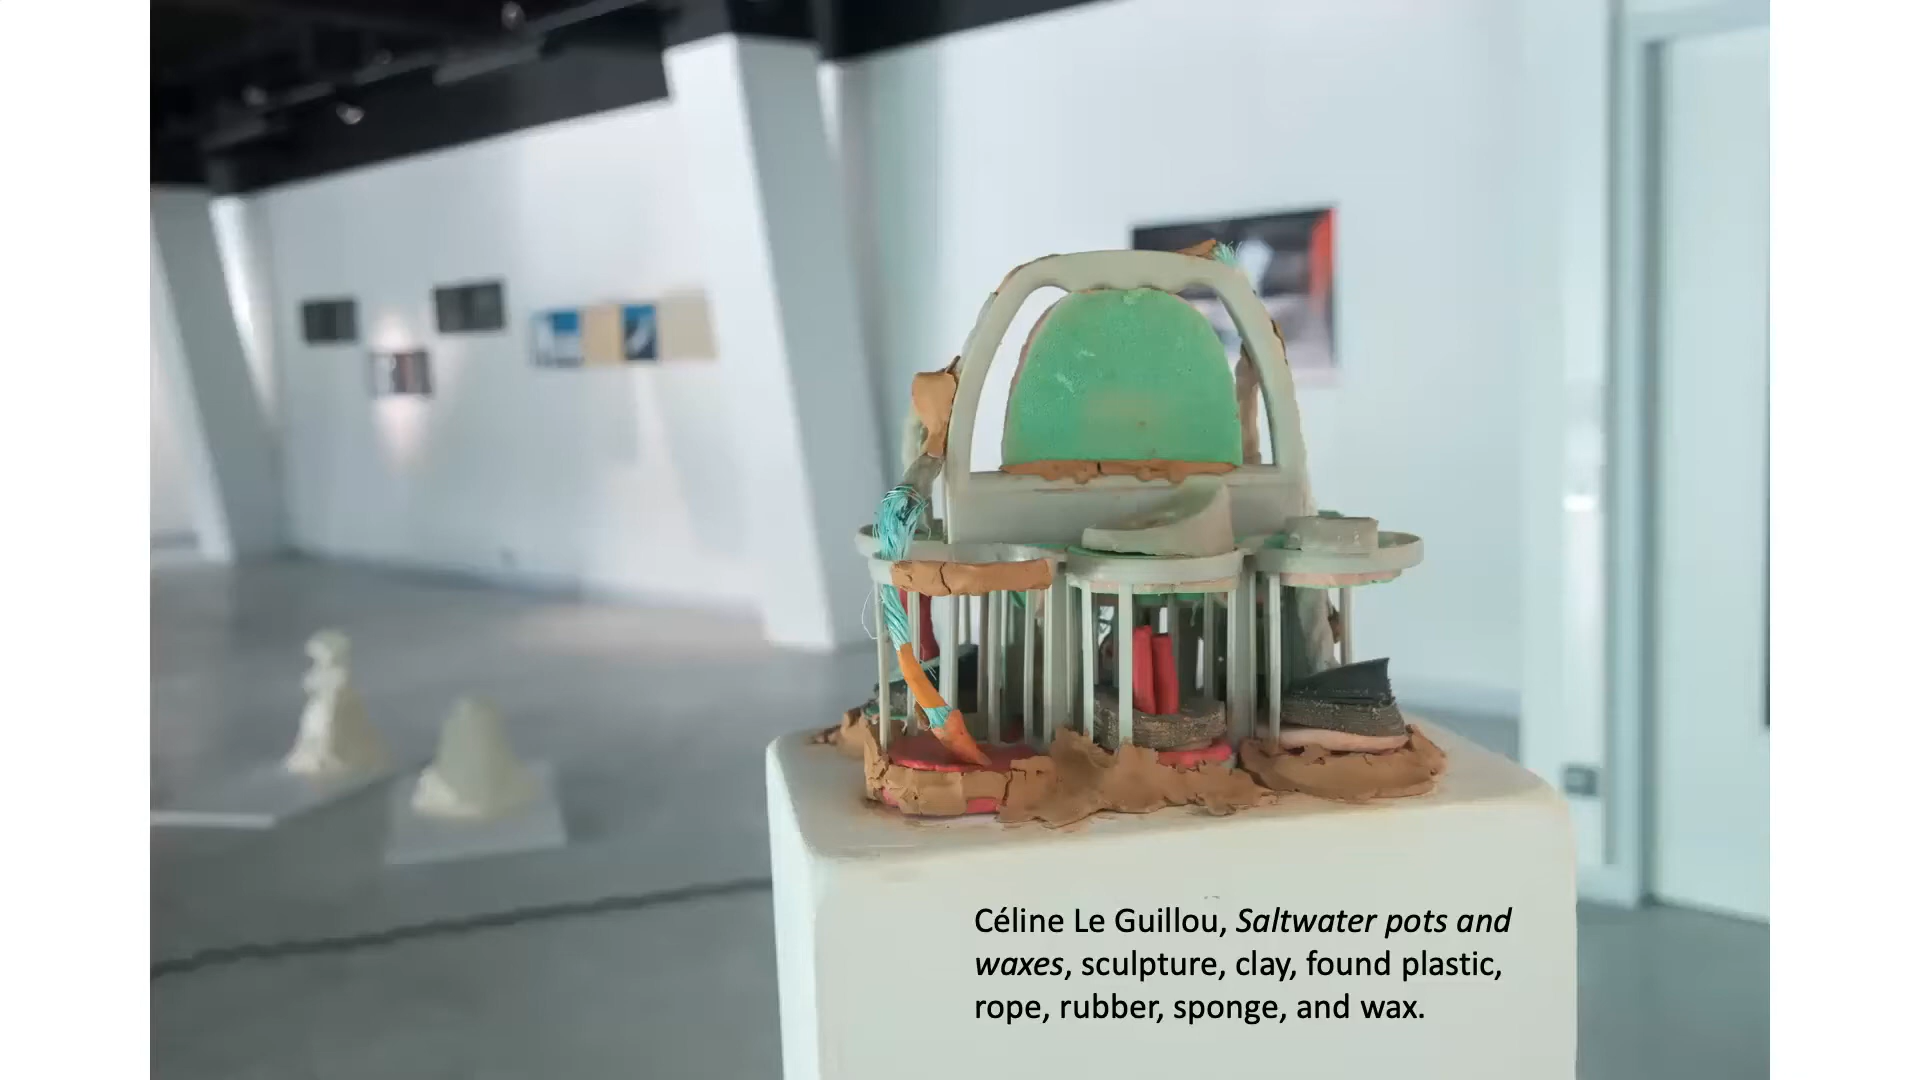 Céline Le Guillou, Saltwater pots and
waxes, sculpture, clay, found plastic,
rope, rubber, sponge, and wax.